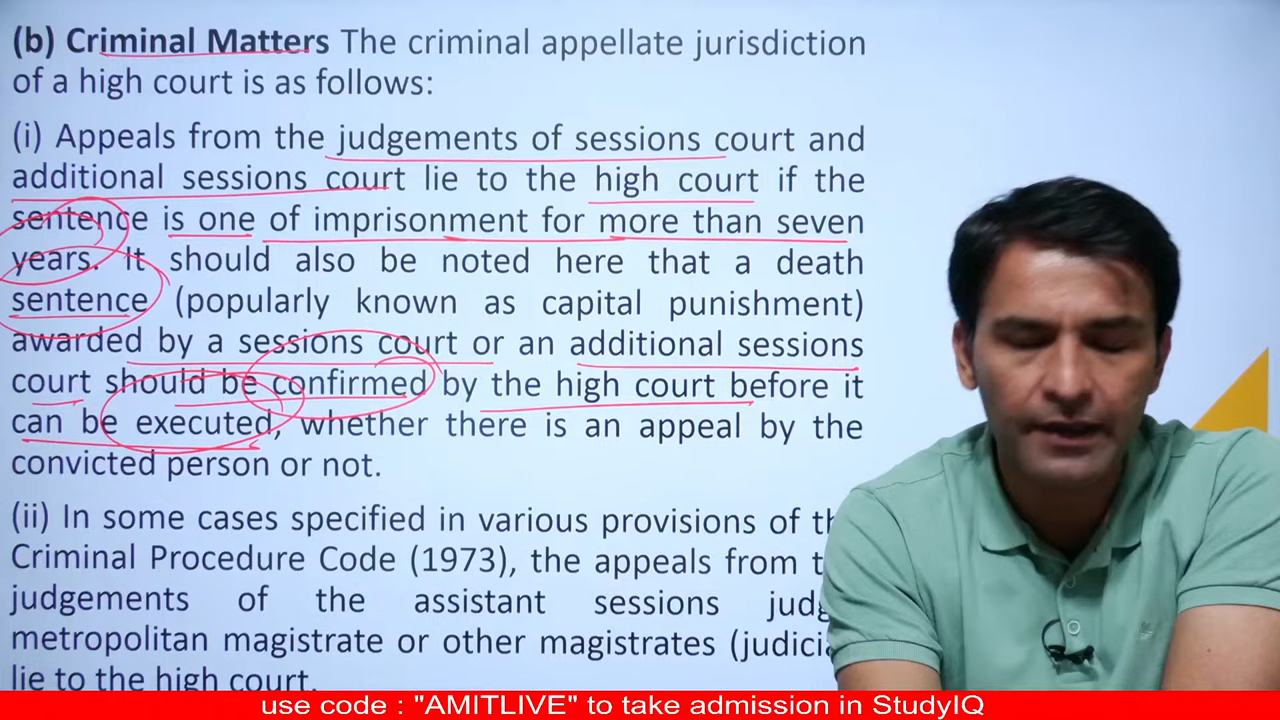 (b) Criminal Matters The criminal appellate jurisdiction
of a high court is as follows:
(i) Appeals from the judgements of sessions court and
additional sessions court lie to the high court if the
sentence is one of imprisonment for more than seven
years. It should also be noted here that a death
sentence (popularly known as capital punishment)
awarded by a sessions court or an additional sessions
court should be confirmed by the high court before it
can be executed, whether there is an appeal by the
convicted person or not.
(ii) In some cases specified in various provisions of
Criminal Procedure Code (1973), the appeals from
judgements of the assistant sessions
metropolitan magistrate or other magistrates
lie to the high court.
use code : "AMITLIVE" to take admission in StudyIQ